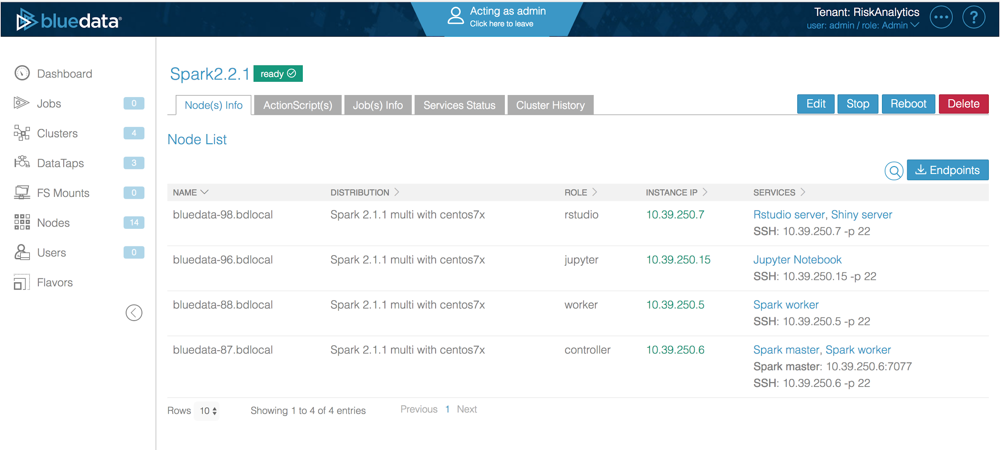 bluedata®
Acting as admin
Click here to leave
Tenant: RiskAnalytics
user: admin / role: Admin
?
Dashboard
Jobs 0
Clusters 4
DataTaps 3
FS Mounts 0
Nodes 14
Users 0
Flavors
Spark2.2.1 ready
Node(s) Info ActionScript(s) Job(s) Info Services Status Cluster History
Edit Stop Reboot Delete
Node List
Endpoints
NAME DISTRIBUTION ROLE INSTANCE IP SERVICES
bluedata-98.bdlocal Spark 2.1.1 multi with centos7x rstudio 10.39.250.7 Rstudio server, Shiny server
SSH: 10.39.250.7 -p 22
bluedata-96.bdlocal Spark 2.1.1 multi with centos7x jupyter 10.39.250.15 Jupyter Notebook
SSH: 10.39.250.15 -p 22
bluedata-88.bdlocal Spark 2.1.1 multi with centos7x worker 10.39.250.5 Spark worker
SSH: 10.39.250.5 -p 22
bluedata-87.bdlocal Spark 2.1.1 multi with centos7x controller 10.39.250.6 Spark master, Spark worker
Spark master: 10.39.250.6:7077
SSH: 10.39.250.6 -p 22
Rows 10 Showing 1 to 4 of 4 entries Previous 1 Next